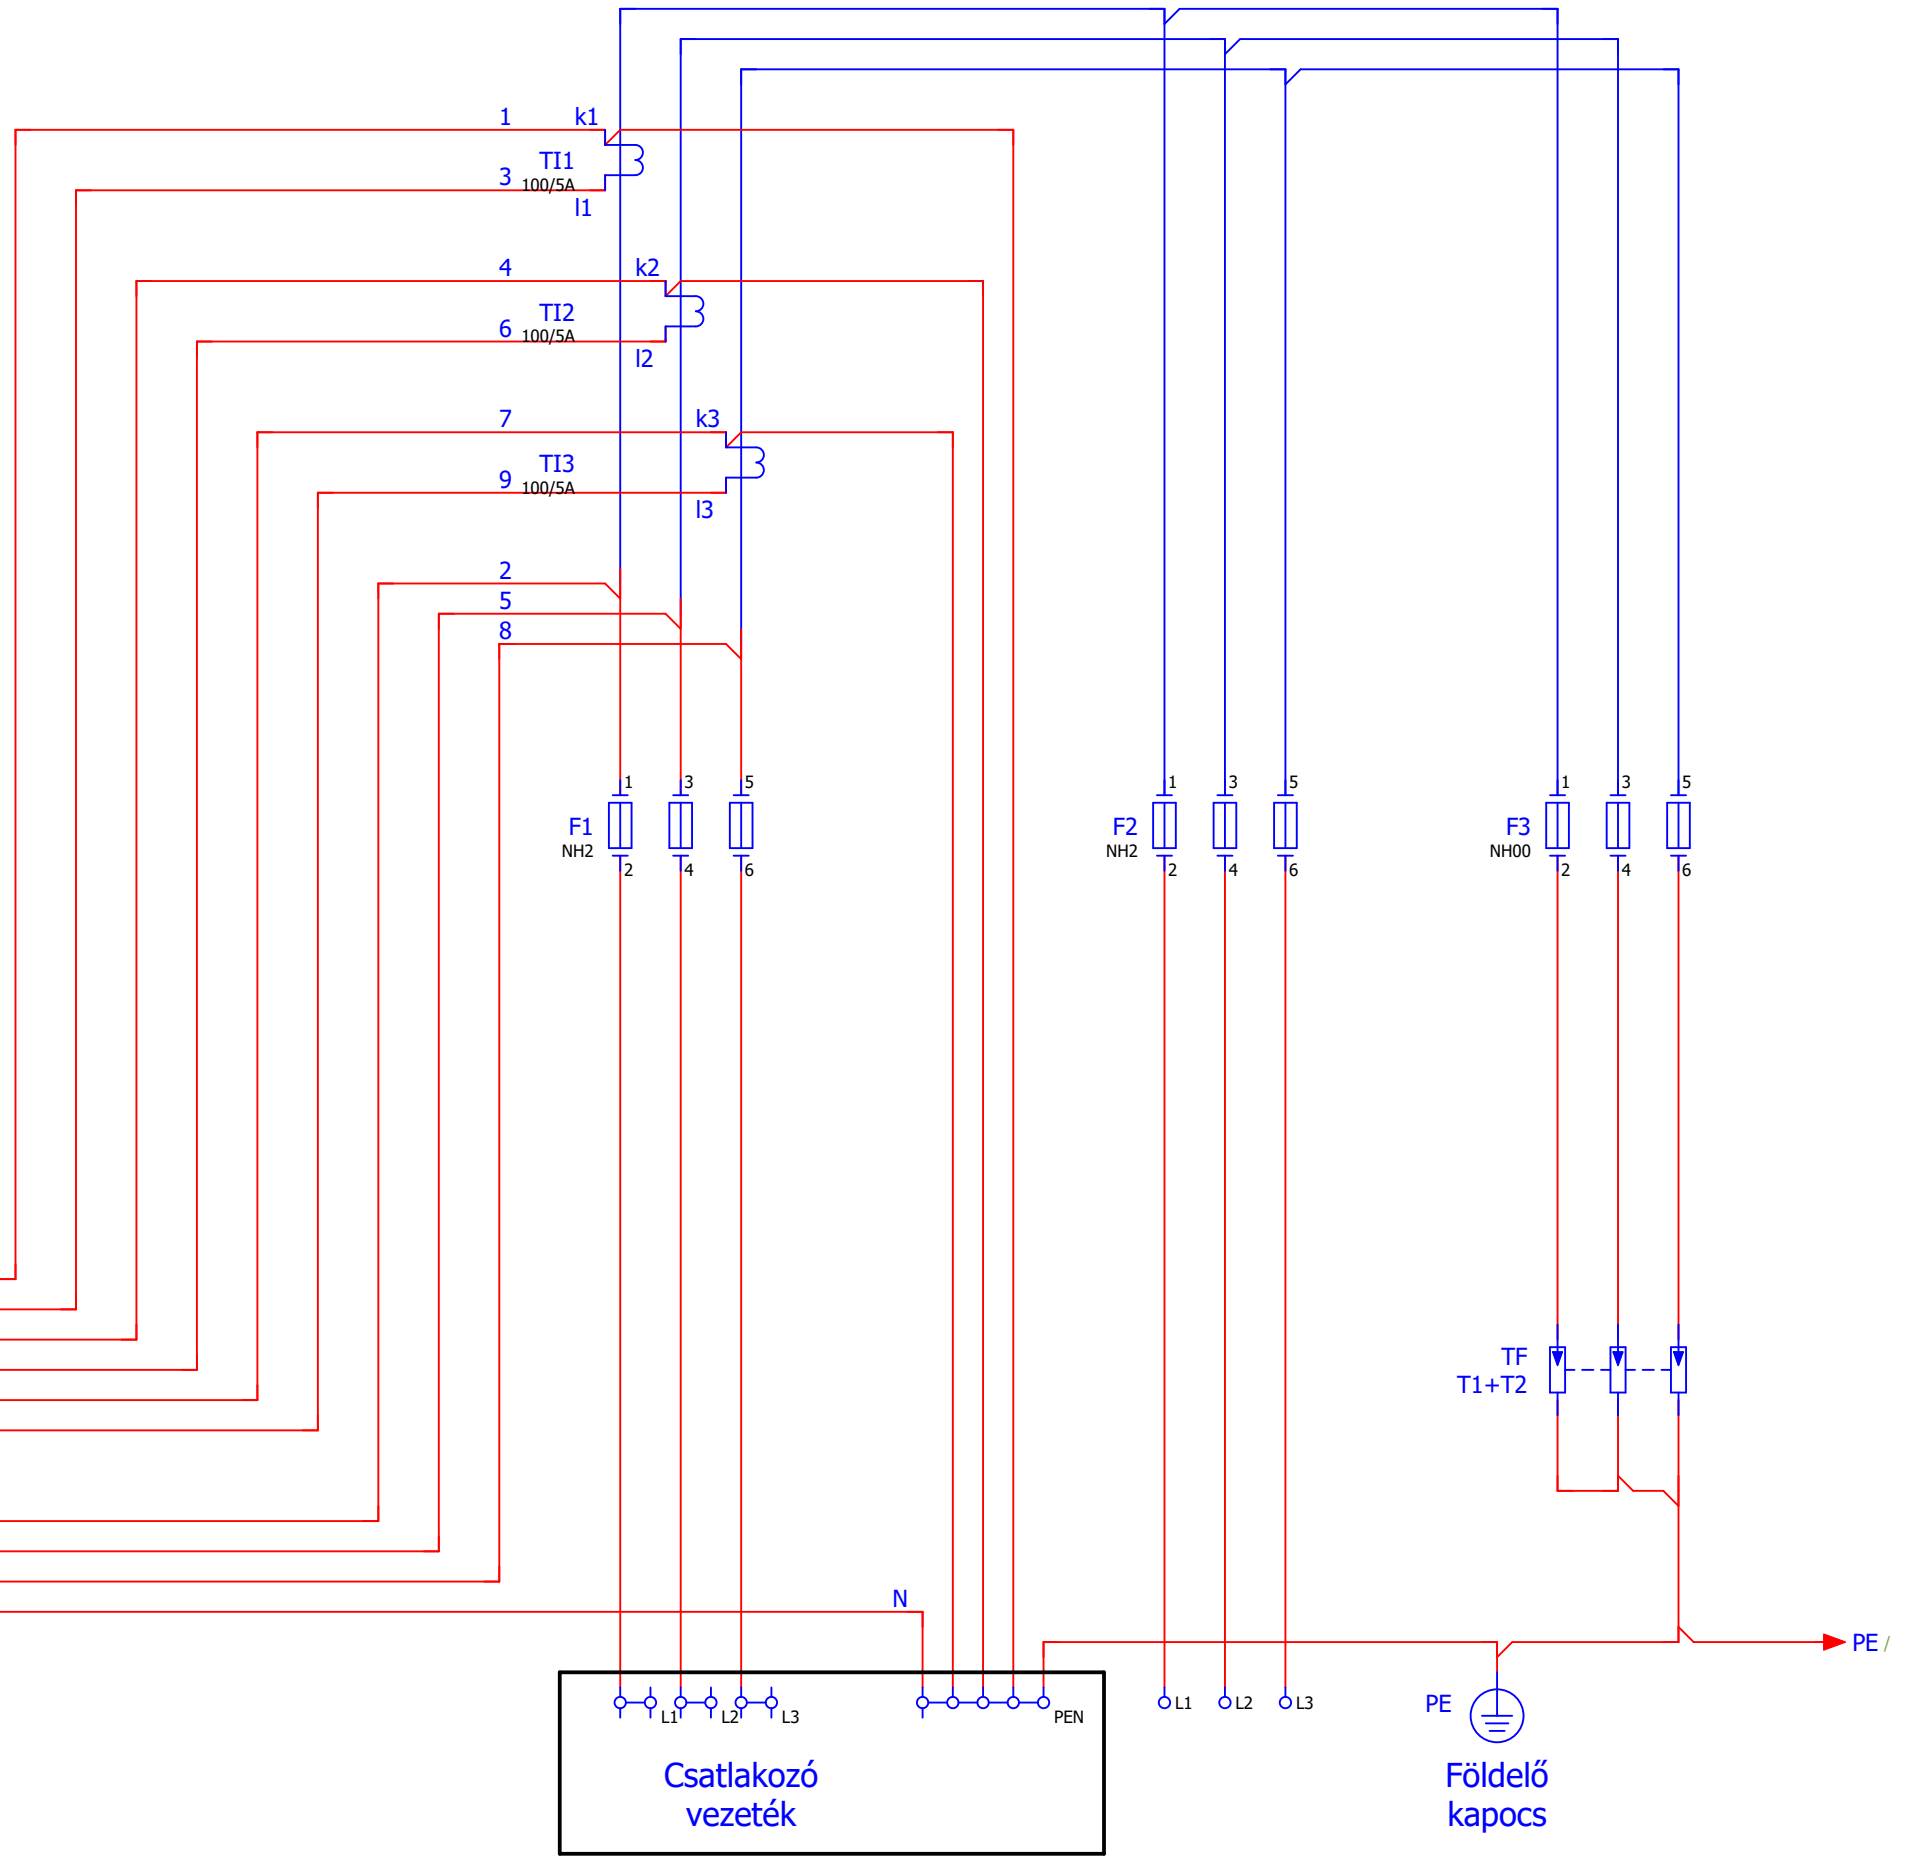 1 k1
TI1
3 100/5A
l1
4 k2
TI2
6 100/5A
l2
7 k3
TI3
9 100/5A
l3
2
5
8
1 3 5 1 3 5 1 3 5
F1 F2 F3
NH2 NH2 NH00
2 4 6 2 4 6 2 4 6
TF
T1+T2
N
PE /
L1 L2 L3 PEN L1 L2 L3 PE
Csatlakozó Földelő
vezeték kapocs